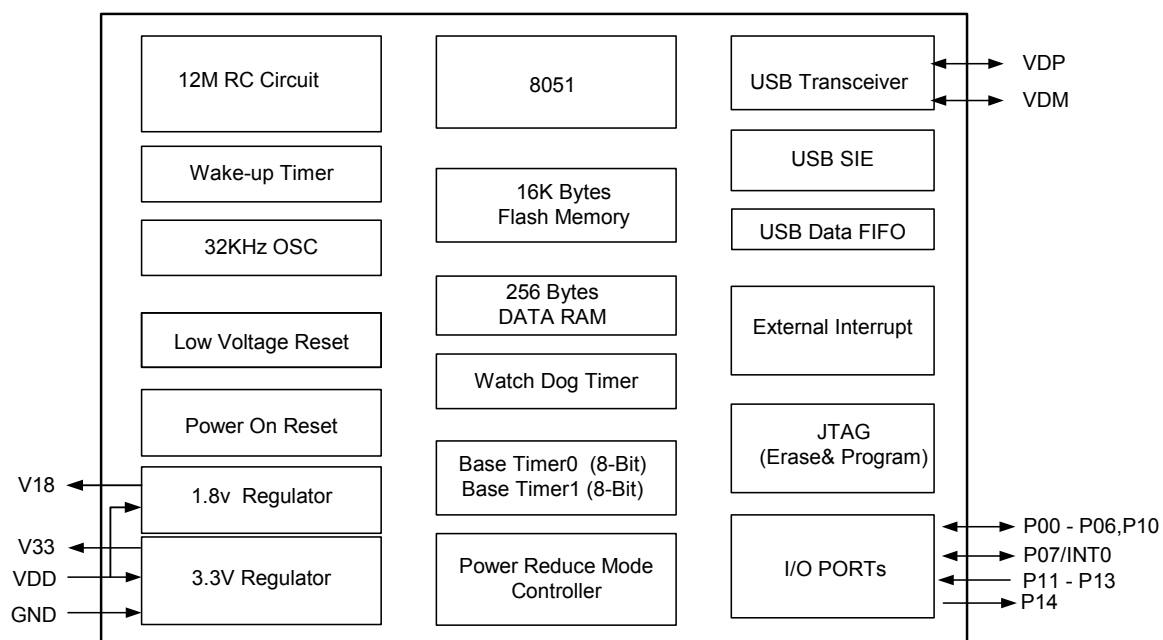 12M RC Circuit
Wake-up Timer
32KHz OSC
Low Voltage Reset
Power On Reset
1.8v Regulator
3.3V Regulator
V18
V33
VDD
GND
8051
16K Bytes
Flash Memory
256 Bytes
DATA RAM
Watch Dog Timer
Base Timer0 (8-Bit)
Base Timer1 (8-Bit)
Power Reduce Mode
Controller
USB Transceiver
USB SIE
USB Data FIFO
External Interrupt
JTAG
(Erase& Program)
I/O PORTs
VDP
VDM
P00 - P06,P10
P07/INT0
P11 - P13
P14